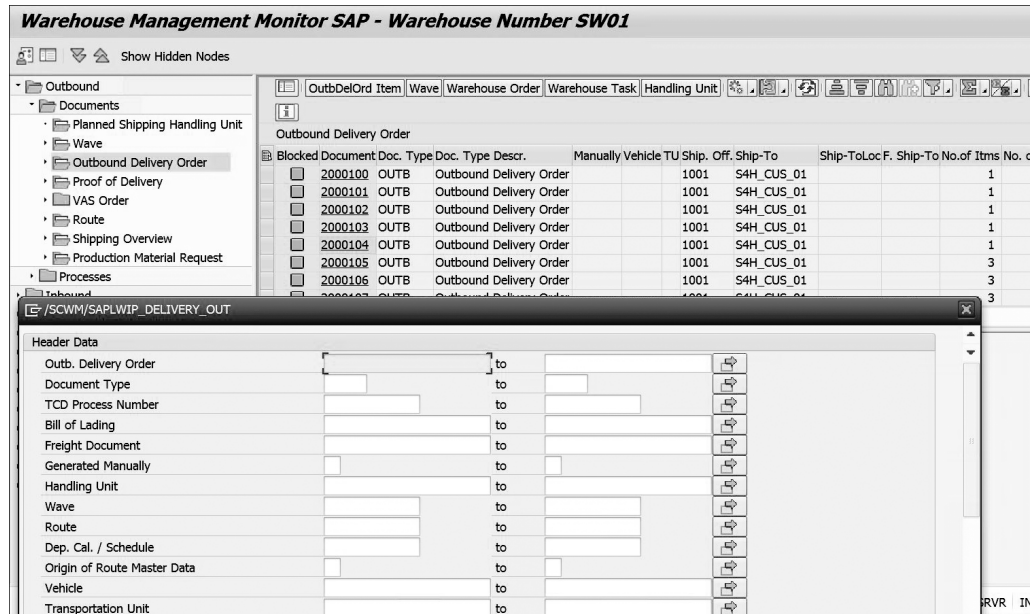 Warehouse Management Monitor SAP - Warehouse Number SW01
Show Hidden Nodes
Outbound
Documents
Planned Shipping Handling Unit
Wave
Outbound Delivery Order
Proof of Delivery
VAS Order
Route
Shipping Overview
Production Material Request
Processes
Inbound
OutbDelOrd Item Wave Warehouse Order Warehouse Task Handling Unit
Outbound Delivery Order
Blocked Document Doc. Type Doc. Type Descr. Manually Vehicle TU Ship. Off. Ship-To Ship-ToLoc F. Ship-To No.of Itms No.
2000100 OUTB Outbound Delivery Order 1001 S4H_CUS_01 1
2000101 OUTB Outbound Delivery Order 1001 S4H_CUS_01 1
2000102 OUTB Outbound Delivery Order 1001 S4H_CUS_01 1
2000103 OUTB Outbound Delivery Order 1001 S4H_CUS_01 1
2000104 OUTB Outbound Delivery Order 1001 S4H_CUS_01 1
2000105 OUTB Outbound Delivery Order 1001 S4H_CUS_01 3
2000106 OUTB Outbound Delivery Order 1001 S4H_CUS_01 3
3
/SCWM/SAPLWIP_DELIVERY_OUT
Header Data
Outb. Delivery Order to
Document Type to
TCD Process Number to
Bill of Lading to
Freight Document to
Generated Manually to
Handling Unit to
Wave to
Route to
Dep. Cal. / Schedule to
Origin of Route Master Data to
Vehicle to
Transportation Unit to